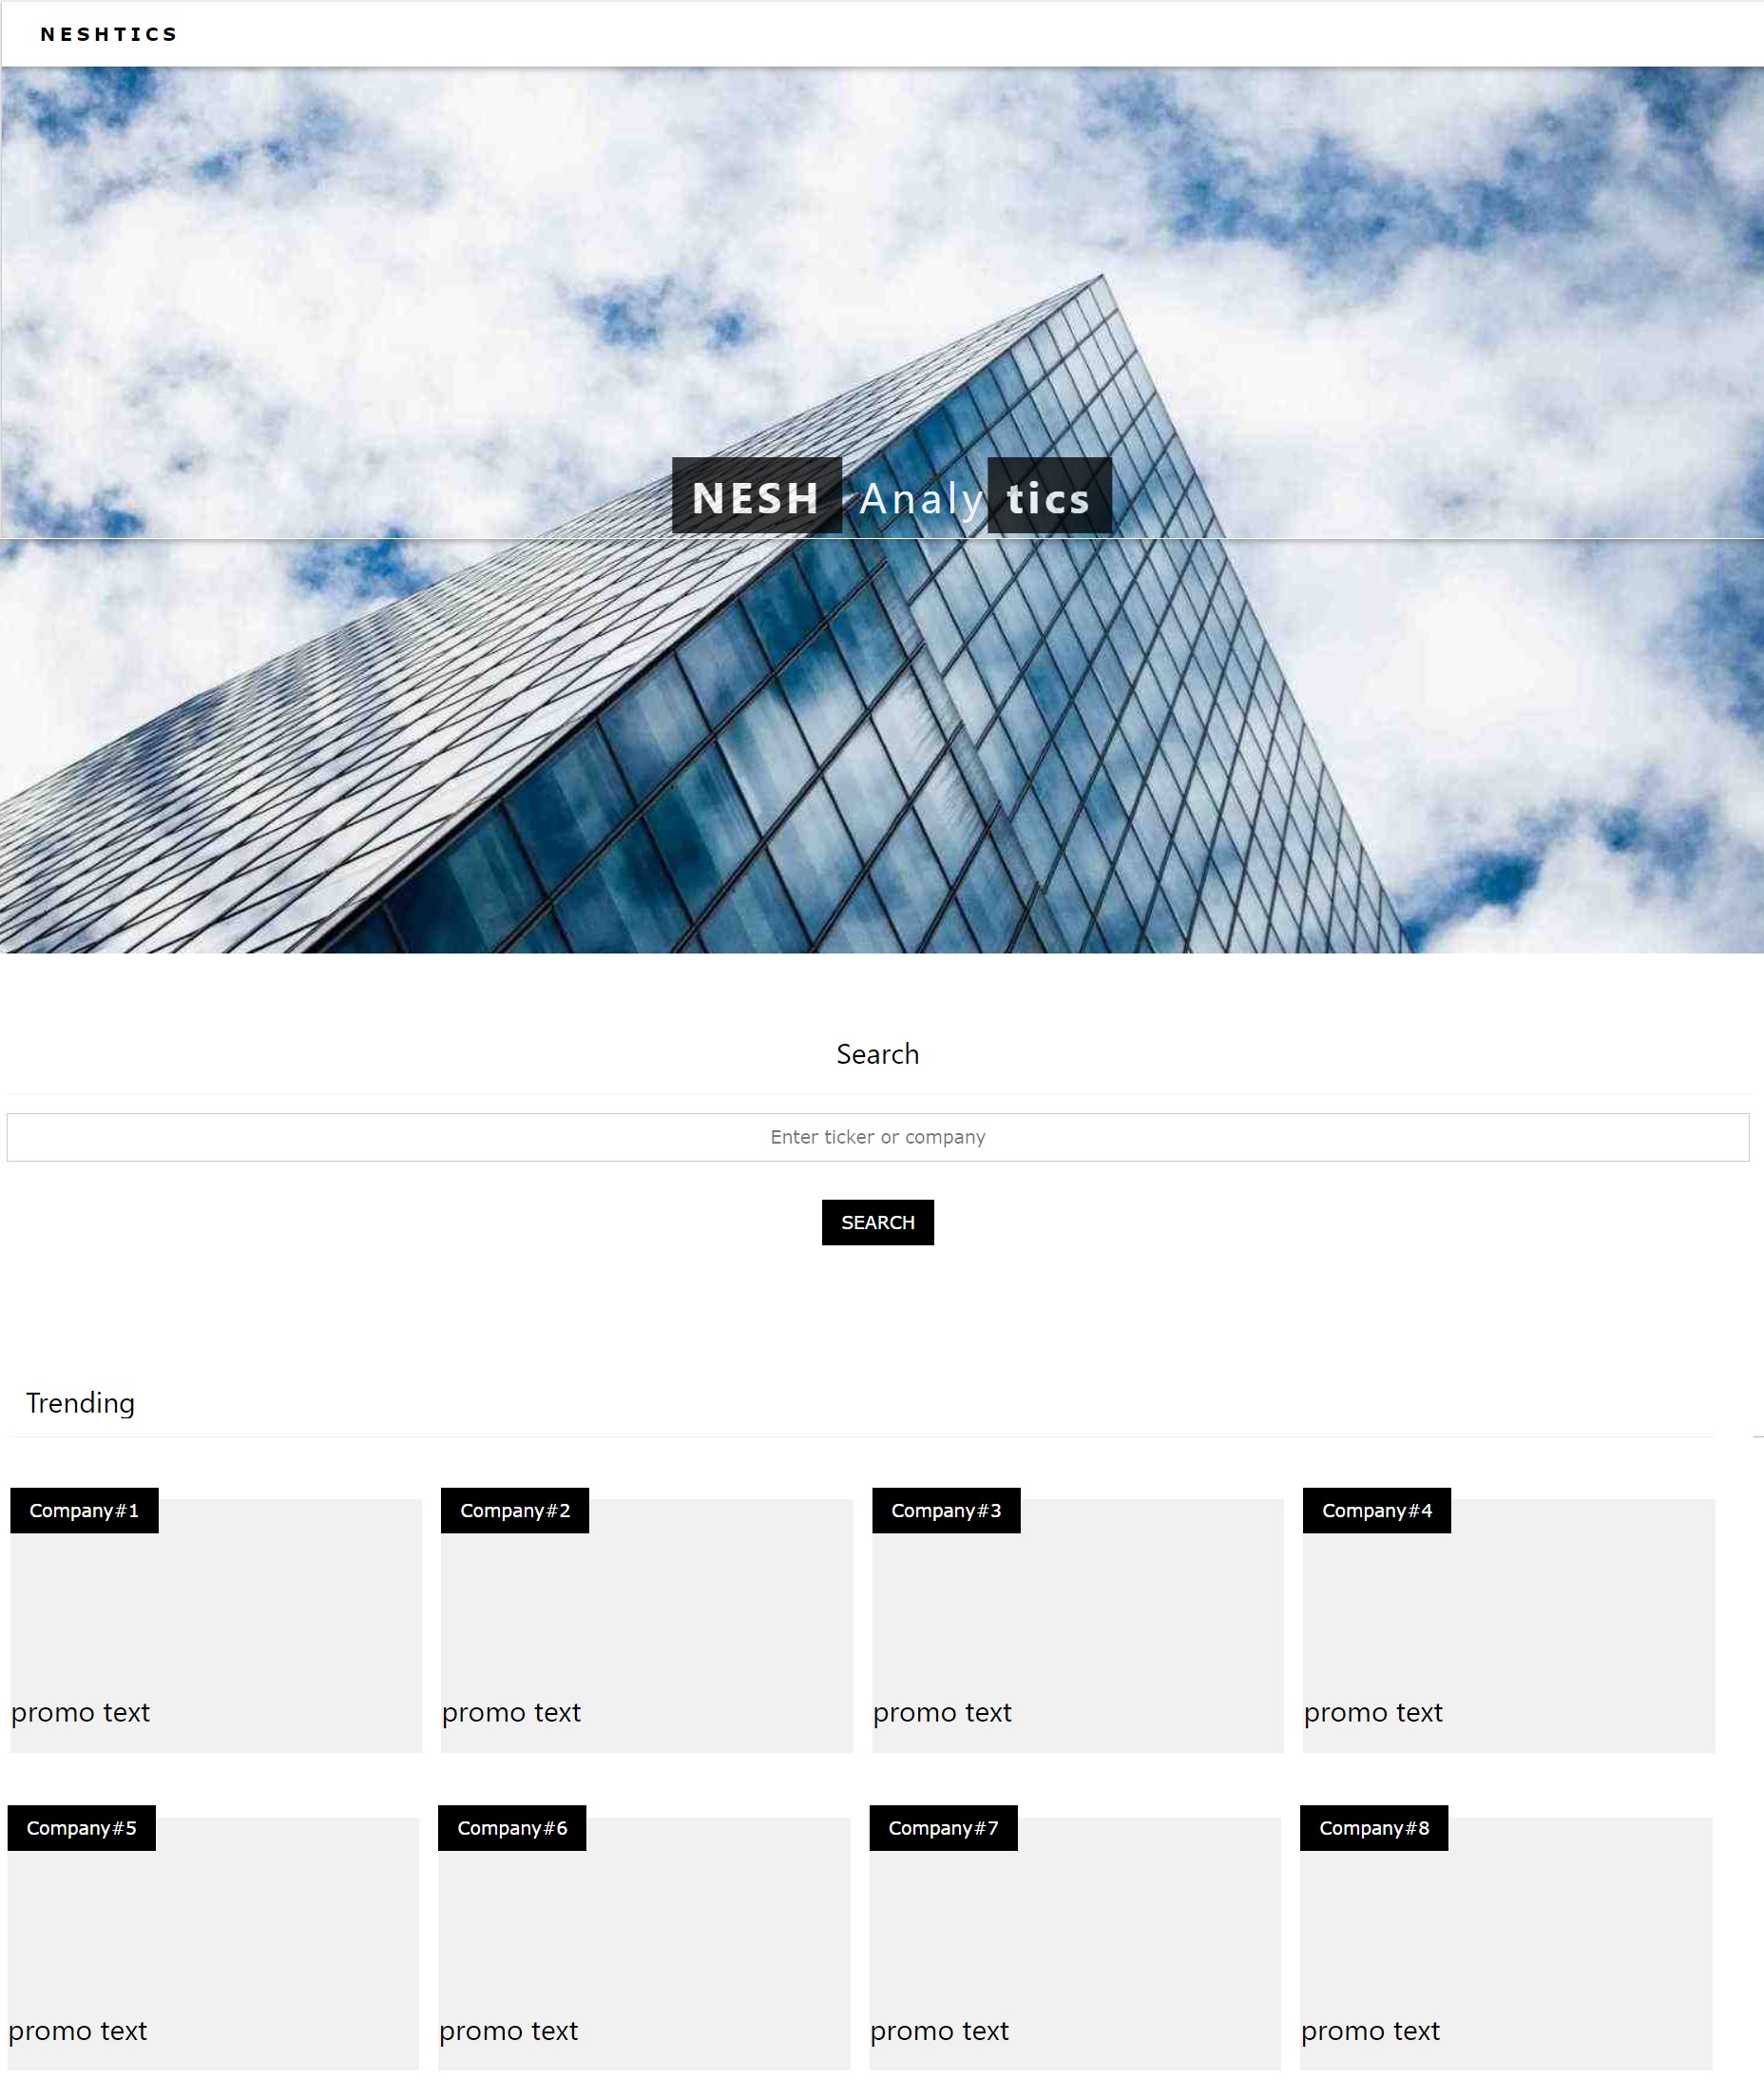 NESHTICS
NESH Analytics
Search
Enter ticker or company
SEARCH
Trending
Company#1 Company#2 Company#3 Company#4
promo text promo text promo text promo text
Company#5 Company#6 Company#7 Company#8
promo text promo text promo text promo text